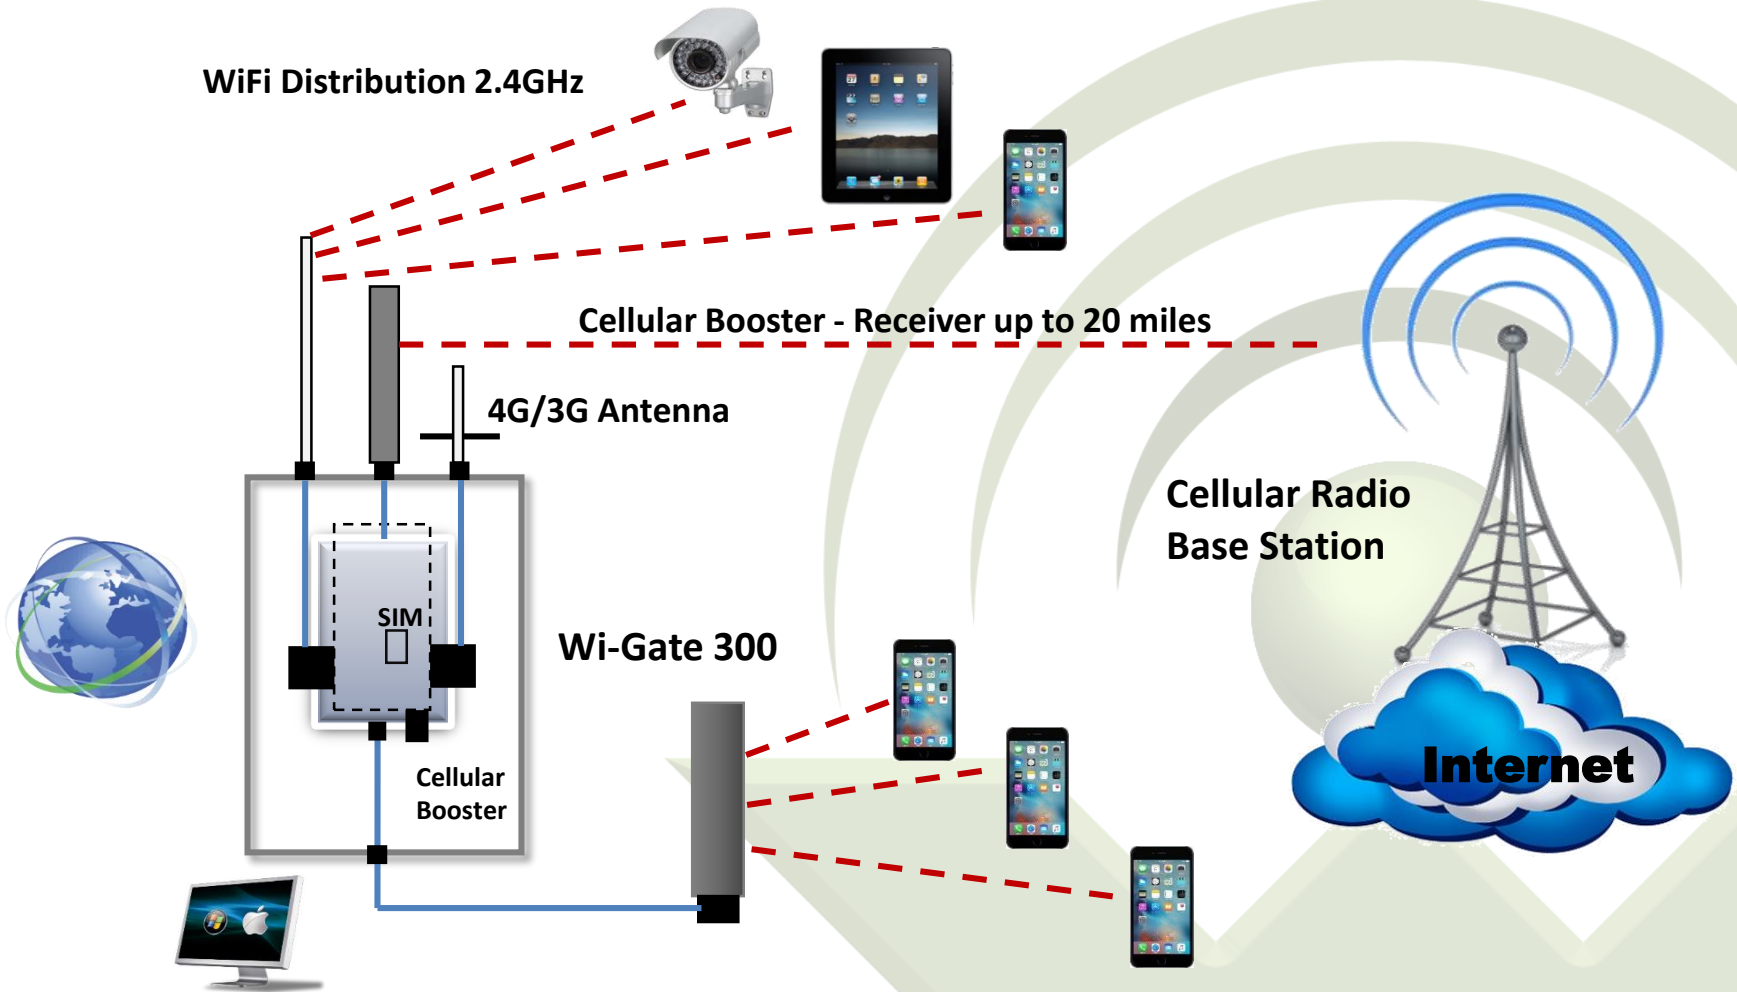 WiFi Distribution 2.4GHz
Cellular Booster - Receiver up to 20 miles
4G/3G Antenna
Cellular Radio
Base Station
SIM
Wi-Gate 300
Internet
Cellular
Booster